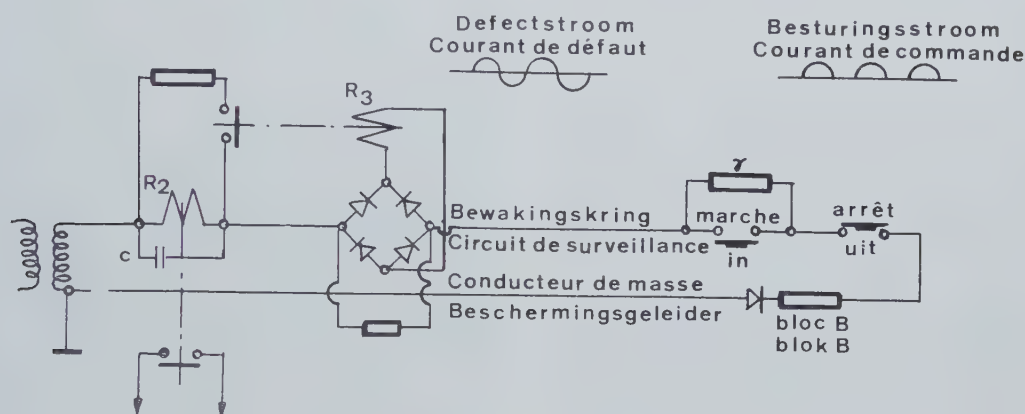 Defectstroom
Courant de défaut
Besturingsstroom
Courant de commande
R3
R2
c
Bewakingskring
Circuit de surveillance
γ
marche
in
arrêt
uit
Conducteur de masse
Beschermingsgeleider
bloc B
blok B